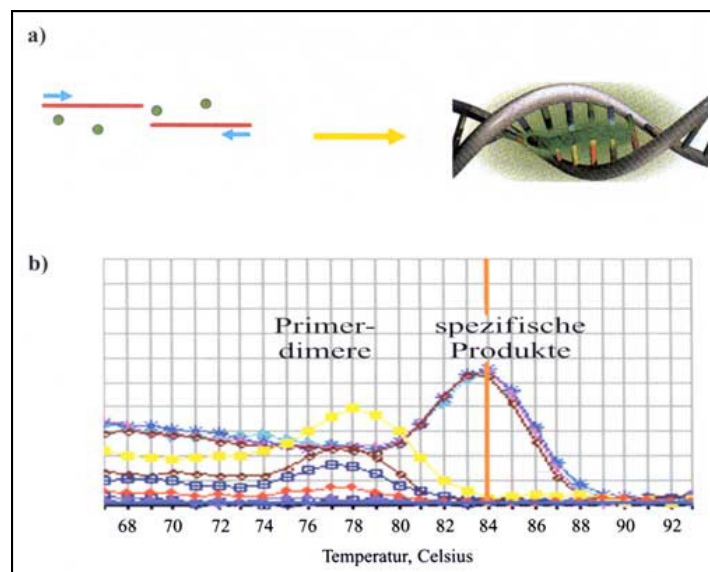 a)
b)
Primer-
dimere
spezifische
Produkte
68 70 72 74 76 78 80 82 84 86 88 90 92
Temperatur, Celsius